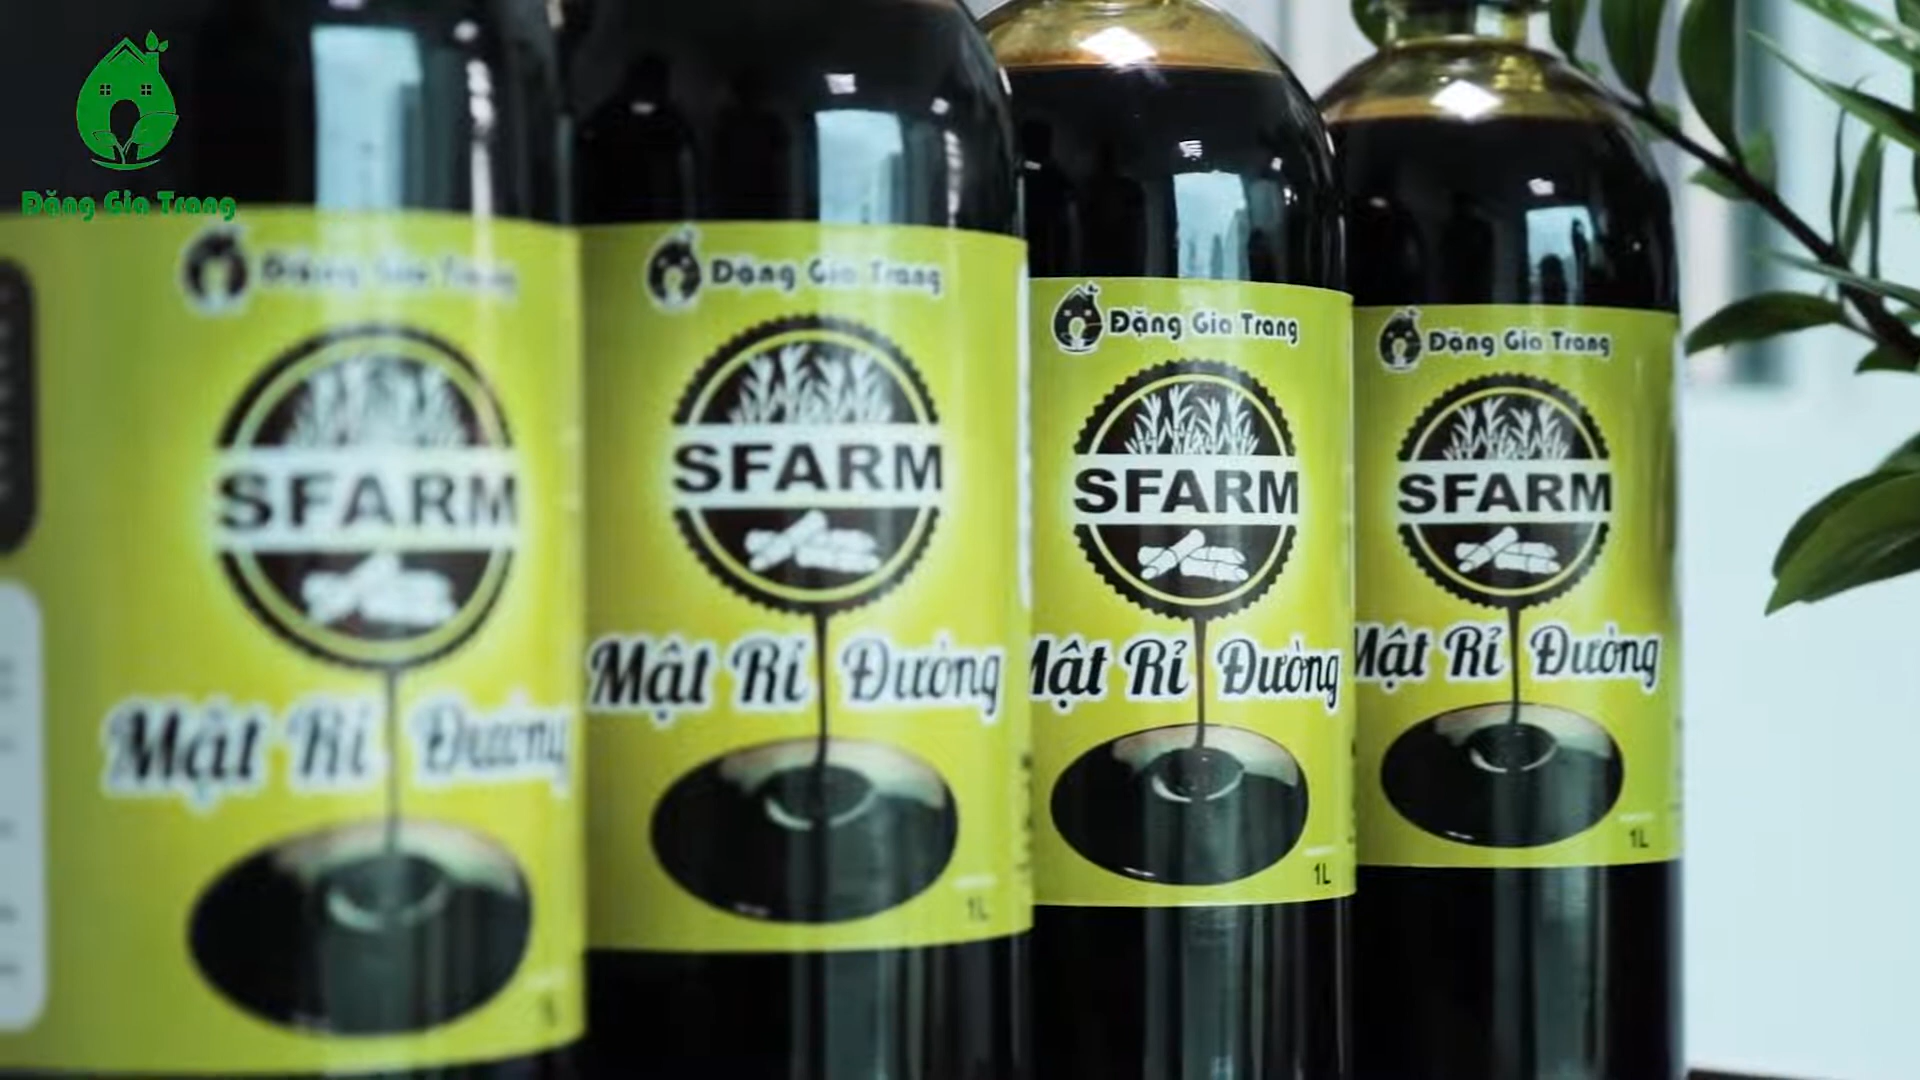 Đặng Gia Trang
Đặng Gia Trang
SFARM
Mật Rỉ Đường
Đặng Gia Trang
SFARM
Mật Rỉ Đường
1L
Đặng Gia Trang
SFARM
Mật Rỉ Đường
1L
Đặng Gia Trang
SFARM
Mật Rỉ Đường
1L